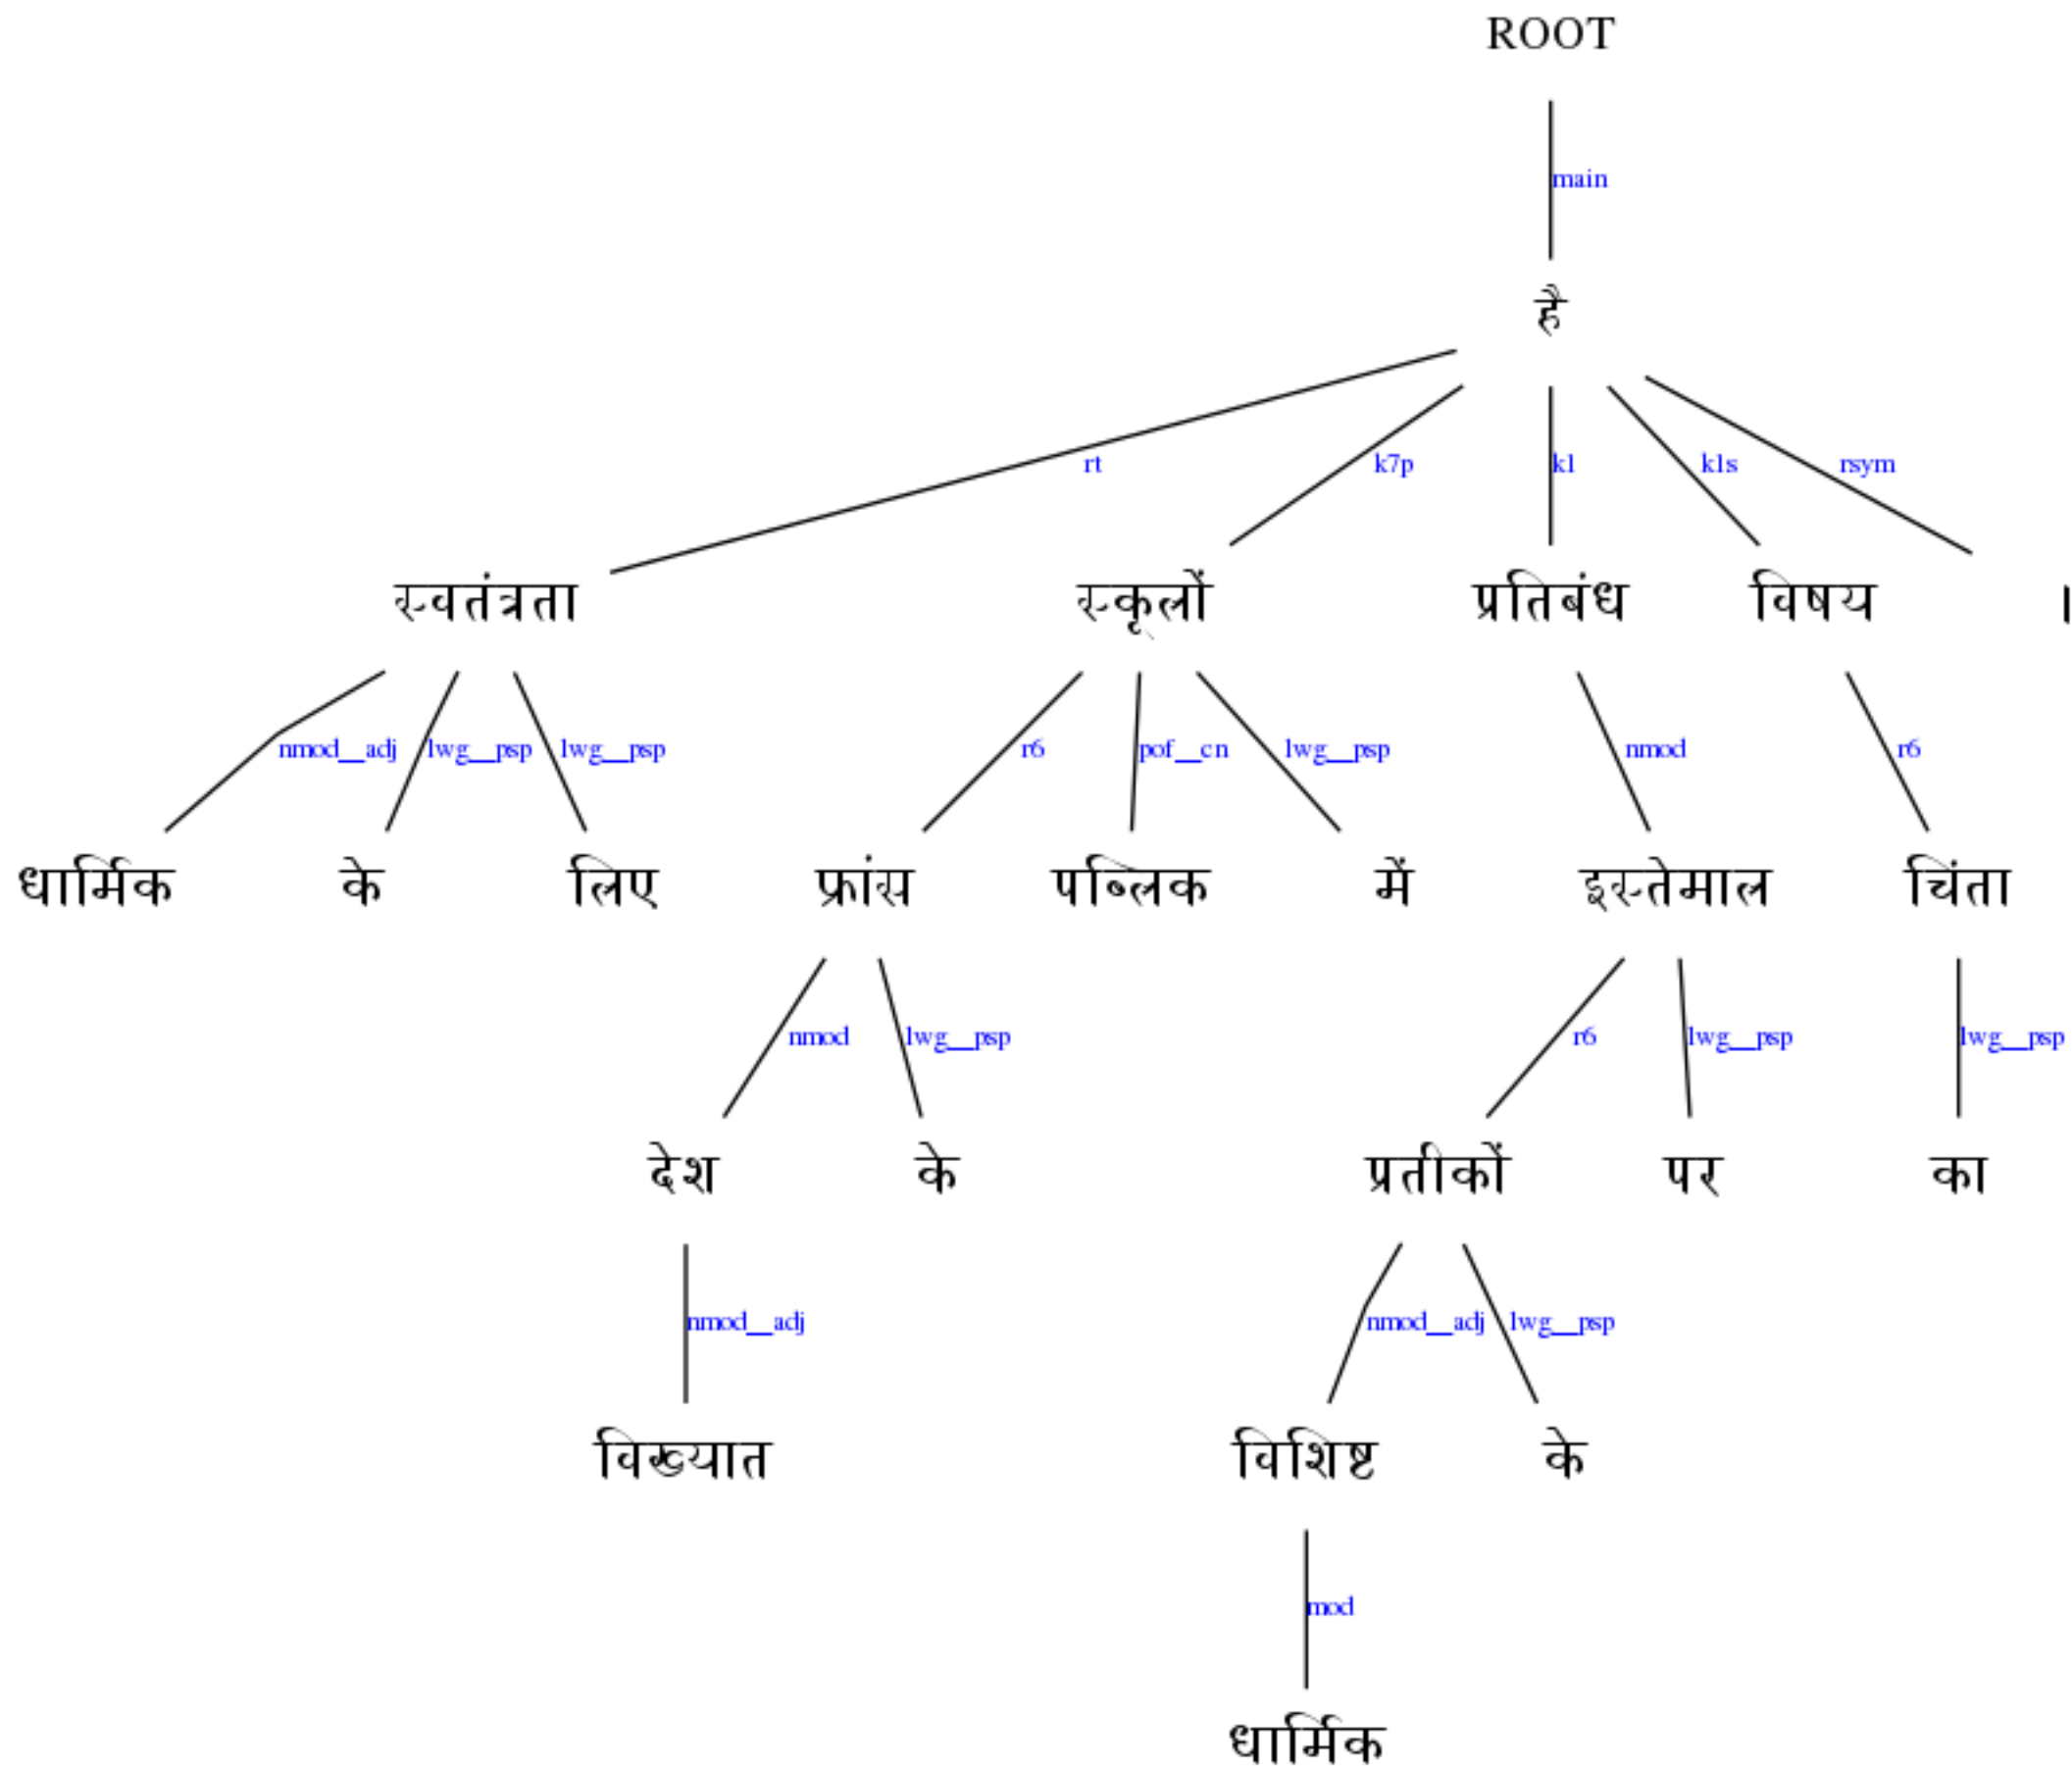 ROOT
main
है
rt k7p k1 k1s rsym
स्वतंत्रता स्कूलों प्रतिबंध विषय ।
nmod__adj lwg__psp lwg__psp r6 pof__cn lwg__psp nmod r6
धार्मिक के लिए फ्रांस पब्लिक में इस्तेमाल चिंता
nmod lwg__psp r6 lwg__psp lwg__psp
देश के प्रतीकों पर का
nmod__adj nmod__adj lwg__psp
विख्यात विशिष्ट के
mod
धार्मिक